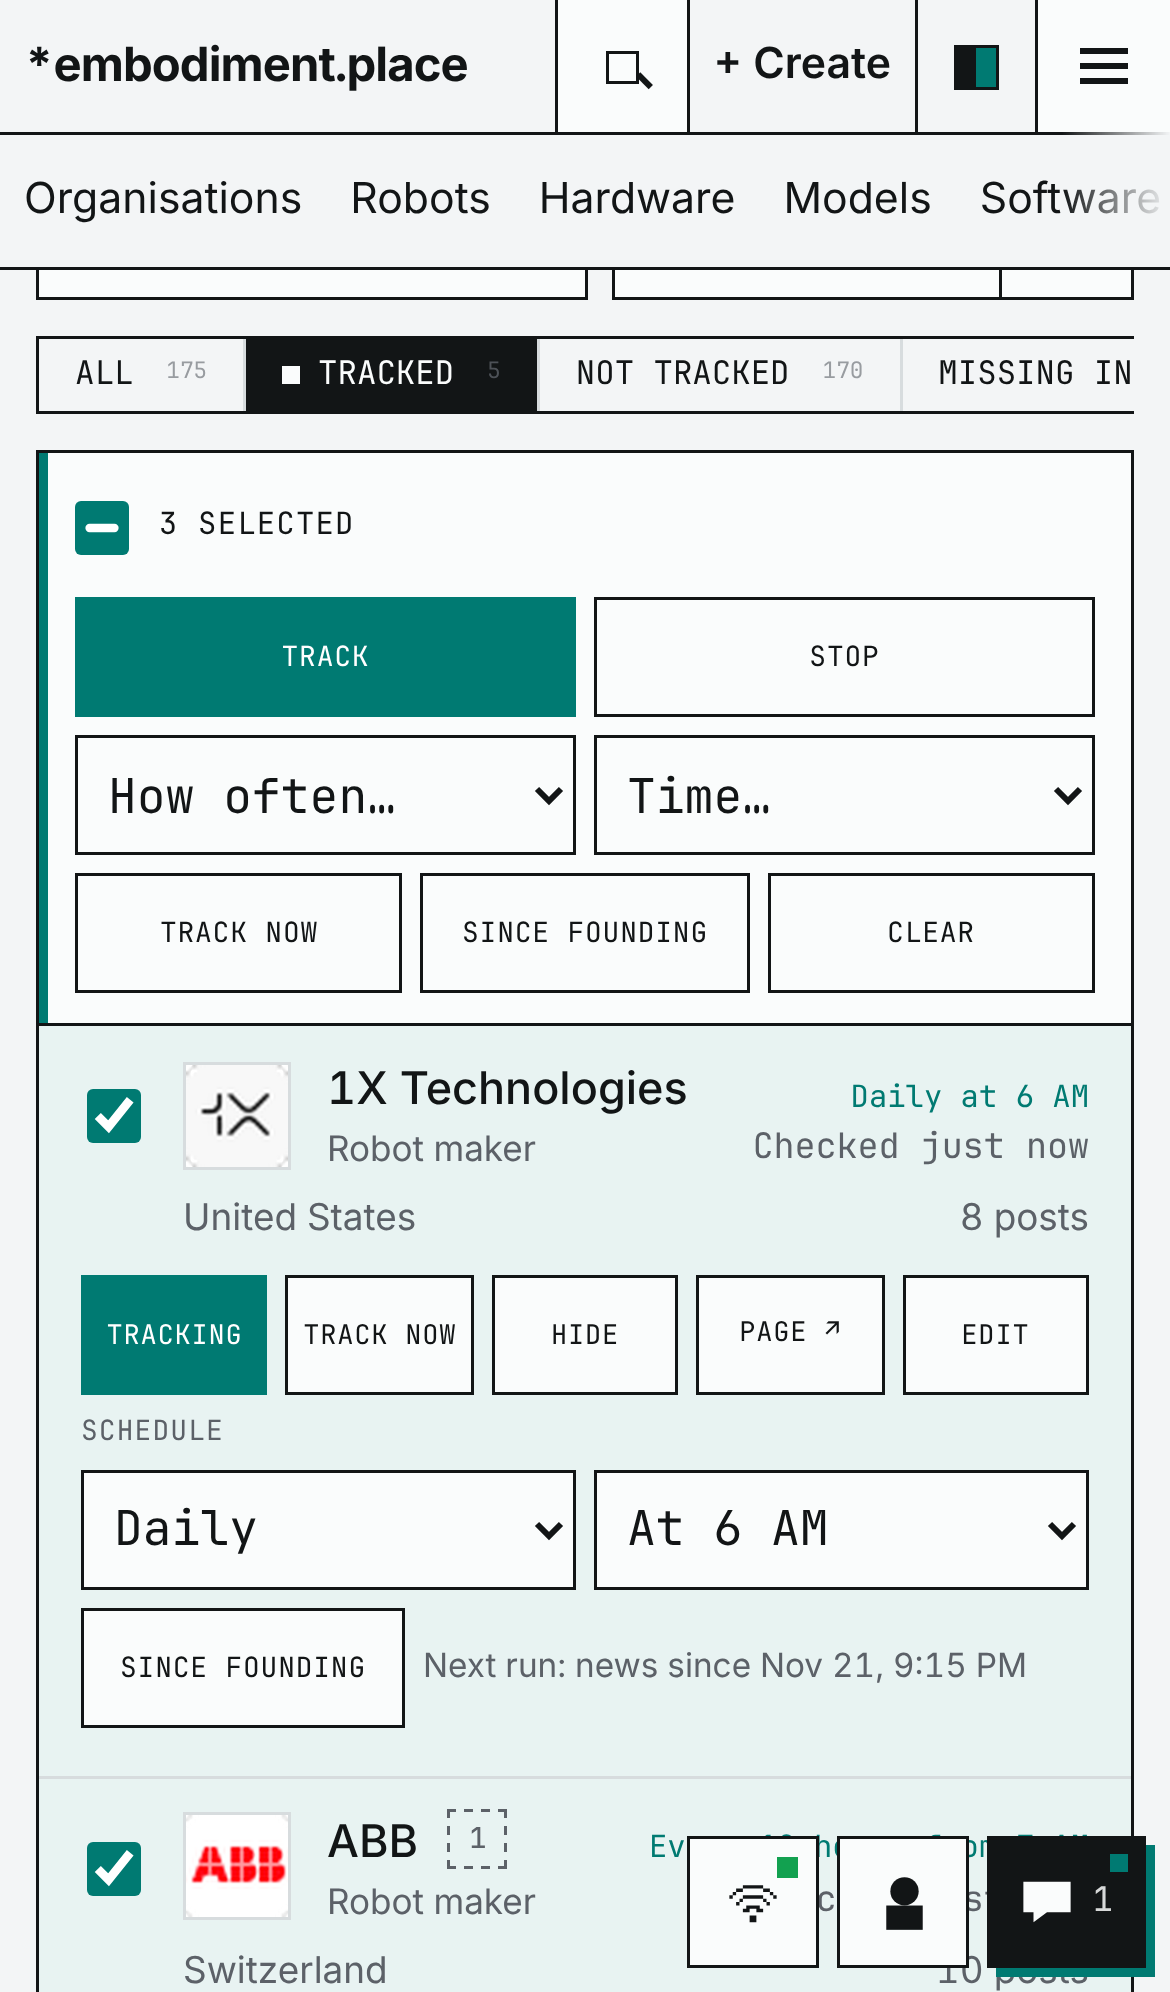 *embodiment.place
+ Create
Organisations Robots Hardware Models Software
ALL 175 TRACKED 5 NOT TRACKED 170 MISSING IN
3 SELECTED
TRACK STOP
How often… Time…
TRACK NOW SINCE FOUNDING CLEAR
1X Technologies
Daily at 6 AM
Robot maker
Checked just now
United States
8 posts
TRACKING TRACK NOW HIDE PAGE ↗ EDIT
SCHEDULE
Daily At 6 AM
SINCE FOUNDING Next run: news since Nov 21, 9:15 PM
ABB 1
ABB
Robot maker
1
Switzerland
10 posts